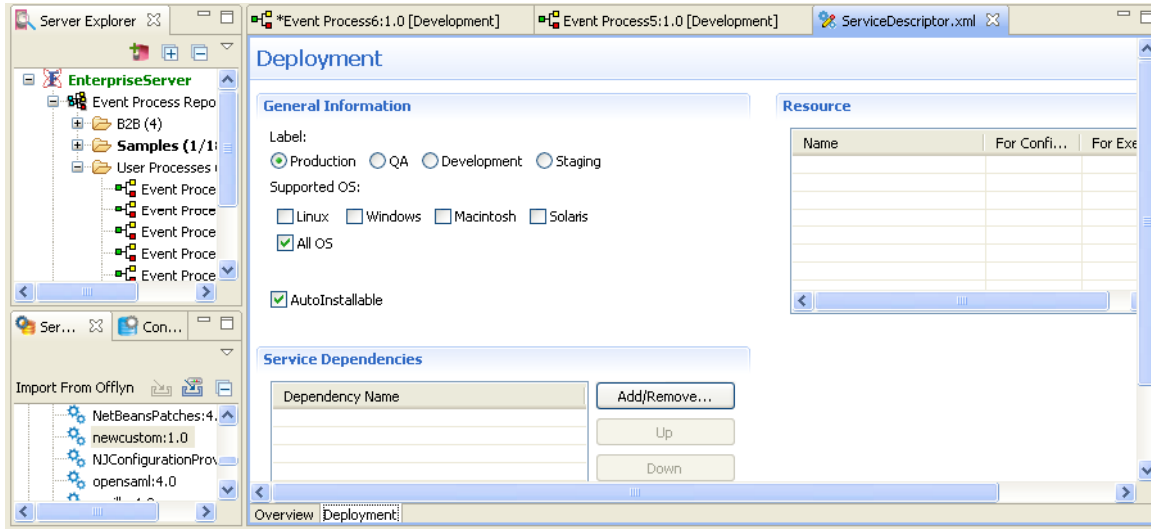 Server Explorer
*Event Process6:1.0 [Development]
Event Process5:1.0 [Development]
ServiceDescriptor.xml
EnterpriseServer
Event Process Repo
B2B (4)
Samples (1/1
User Processes
Event Proce
Event Proce
Event Proce
Event Proce
Event Proce
Ser...
Con...
Import From Offlyn
NetBeansPatches:4.
newcustom:1.0
NJConfigurationProv
opensaml:4.0
Deployment
General Information
Label:
Production QA Development Staging
Supported OS:
Linux Windows Macintosh Solaris
All OS
AutoInstallable
Service Dependencies
Dependency Name
Add/Remove...
Up
Down
Resource
Name For Confi... For Exe
Overview Deployment